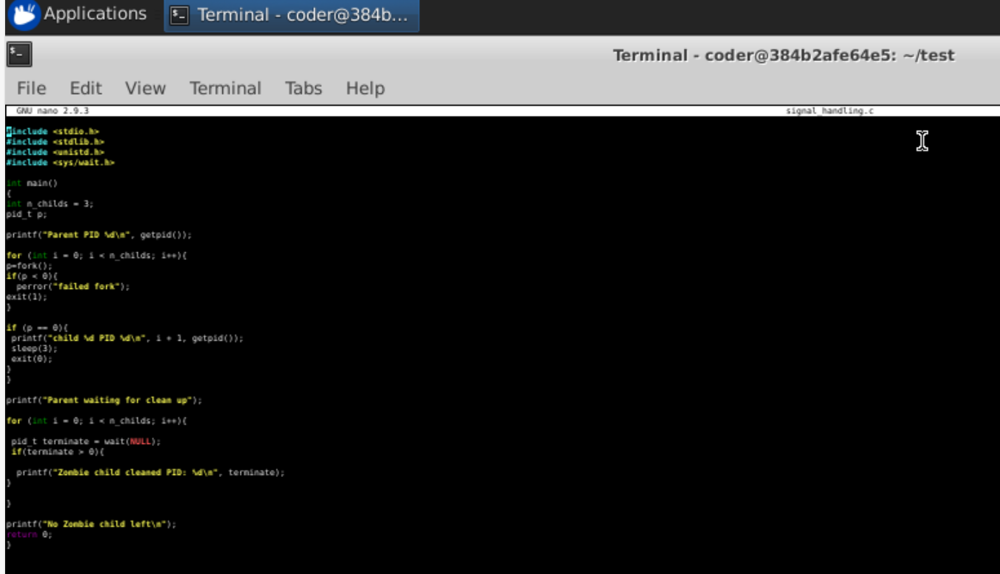 Applications
Terminal - coder@384b...
Terminal - coder@384b2afe64e5: ~/test
File Edit View Terminal Tabs Help
GNU nano 2.9.3 signal_handling.c
#include <stdio.h>
#include <stdlib.h>
#include <unistd.h>
#include <sys/wait.h>
int main()
{
int n_childs = 3;
pid_t p;
printf("Parent PID %d\n", getpid());
for (int i = 0; i < n_childs; i++){
p=fork();
if(p < 0){
perror("failed fork");
exit(1);
}
if (p == 0){
printf("child %d PID %d\n", i + 1, getpid());
sleep(3);
exit(0);
}
}
printf("Parent waiting for clean up");
for (int i = 0; i < n_childs; i++){
pid_t terminate = wait(NULL);
if(terminate > 0){
printf("Zombie child cleaned PID: %d\n", terminate);
}
}
printf("No Zombie child left\n");
return 0;
}